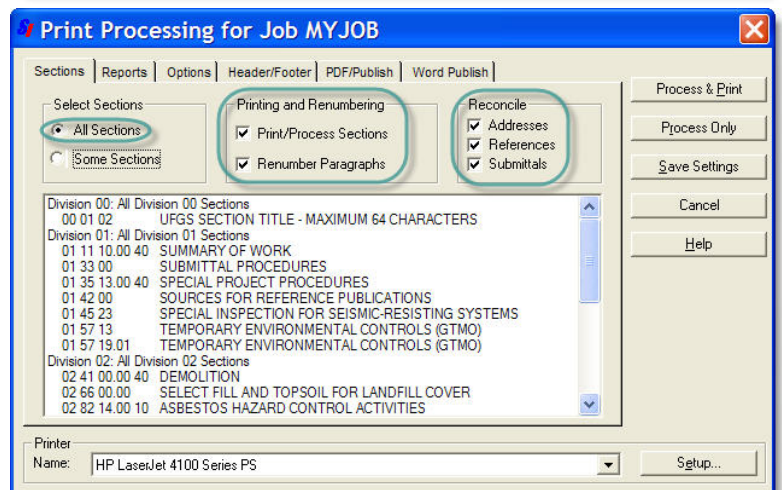 SI Print Processing for Job MYJOB
Sections Reports Options Header/Footer PDF/Publish Word Publish
Process & Print
Process Only
Save Settings
Cancel
Help
Select Sections
All Sections
Some Sections
Printing and Renumbering
Print/Process Sections
Renumber Paragraphs
Reconcile
Addresses
References
Submittals
Division 00: All Division 00 Sections
00 01 02 UFGS SECTION TITLE - MAXIMUM 64 CHARACTERS
Division 01: All Division 01 Sections
01 11 10.00 40 SUMMARY OF WORK
01 33 00 SUBMITTAL PROCEDURES
01 35 13.00 40 SPECIAL PROJECT PROCEDURES
01 42 00 SOURCES FOR REFERENCE PUBLICATIONS
01 45 23 SPECIAL INSPECTION FOR SEISMIC-RESISTING SYSTEMS
01 57 13 TEMPORARY ENVIRONMENTAL CONTROLS (GTMO)
01 57 19.01 TEMPORARY ENVIRONMENTAL CONTROLS (GTMO)
Division 02: All Division 02 Sections
02 41 00.00 40 DEMOLITION
02 66 00.00 SELECT FILL AND TOPSOIL FOR LANDFILL COVER
02 82 14.00 10 ASBESTOS HAZARD CONTROL ACTIVITIES
Printer
Name: HP LaserJet 4100 Series PS
Setup...